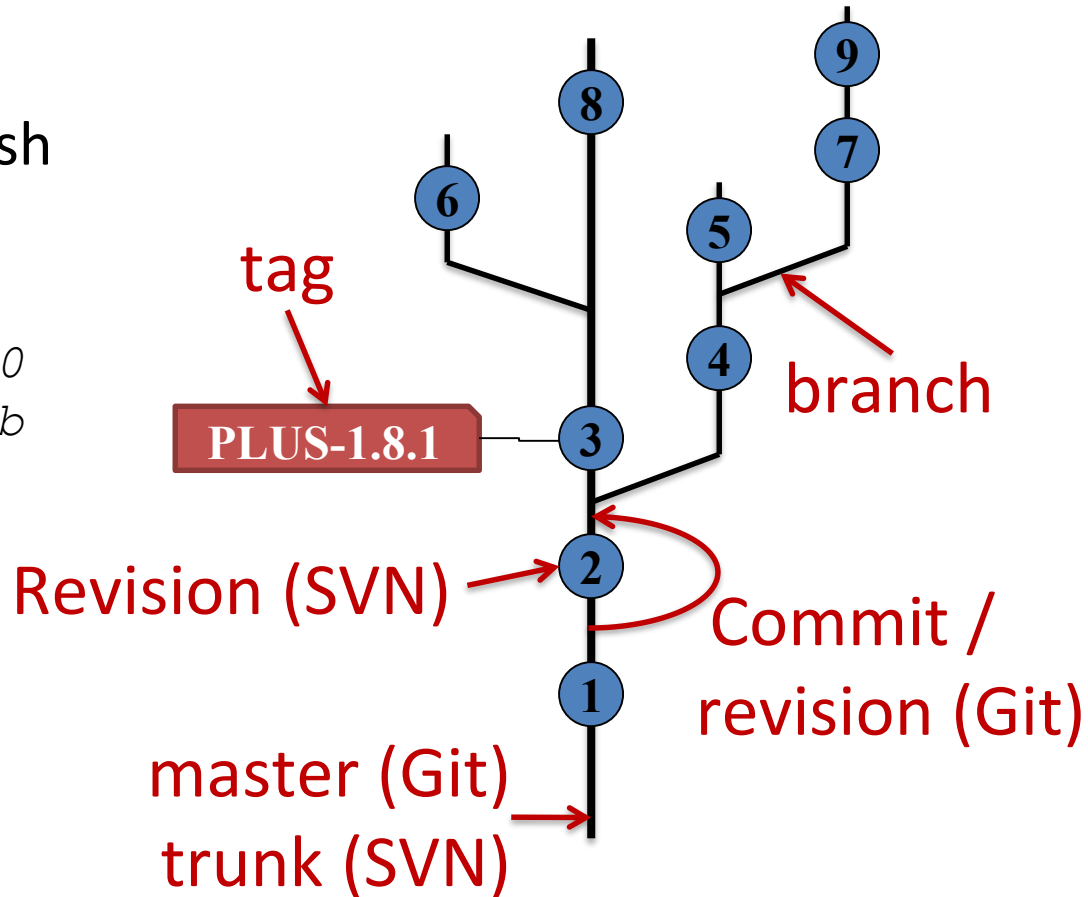 9
8
sh
7
6
5
tag
0
4
branch
b
PLUS-1.8.1
3
2
Revision (SVN)
Commit /
revision (Git)
1
master (Git)
trunk (SVN)